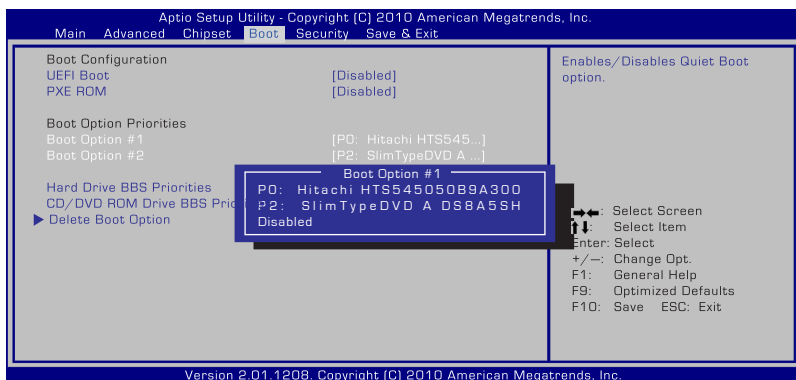 Aptio Setup Utility - Copyright (C) 2010 American Megatrends, Inc.
Main Advanced Chipset Boot Security Save & Exit
Boot Configuration
UEFI Boot [Disabled]
PXE ROM [Disabled]
Boot Option Priorities
Boot Option #1 [P0: Hitachi HTS545...]
Boot Option #2 [P2: SlimTypeDVD A ...]
Hard Drive BBS Priorities
CD/DVD ROM Drive BBS Prio
Delete Boot Option
Boot Option #1
P0: Hitachi HTS545050B9A300
P2: SlimTypeDVD A DS8A5SH
Disabled
Enables/Disables Quiet Boot
option.
→←: Select Screen
↑↓: Select Item
Enter: Select
+/—: Change Opt.
F1: General Help
F9: Optimized Defaults
F10: Save ESC: Exit
Version 2.01.1208. Copyright (C) 2010 American Megatrends, Inc.